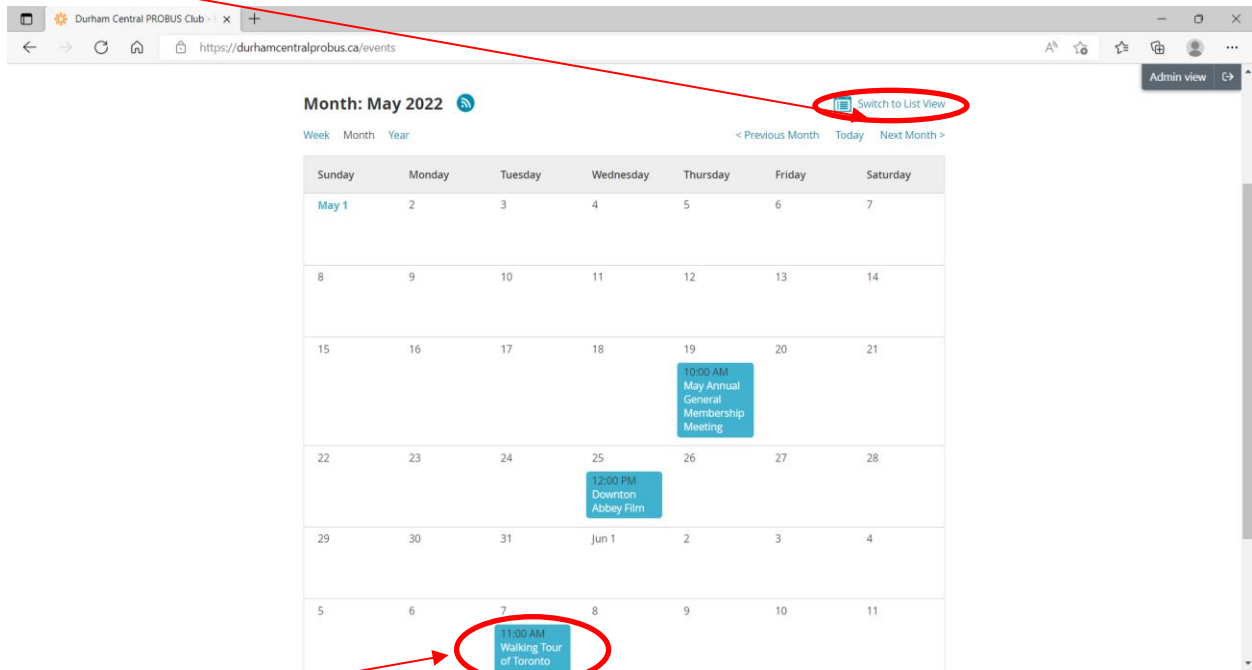 Durham Central PROBUS Club -
https://durhamcentralprobus.ca/events
Admin view
Month: May 2022
Switch to List View
Week Month Year
< Previous Month Today Next Month >
Sunday Monday Tuesday Wednesday Thursday Friday Saturday
May 1 2 3 4 5 6 7
8 9 10 11 12 13 14
15 16 17 18 19 20 21
10:00 AM
May Annual
General
Membership
Meeting
22 23 24 25 26 27 28
12:00 PM
Downton
Abbey Film
29 30 31 Jun 1 2 3 4
5 6 7 8 9 10 11
11:00 AM
Walking Tour
of Toronto